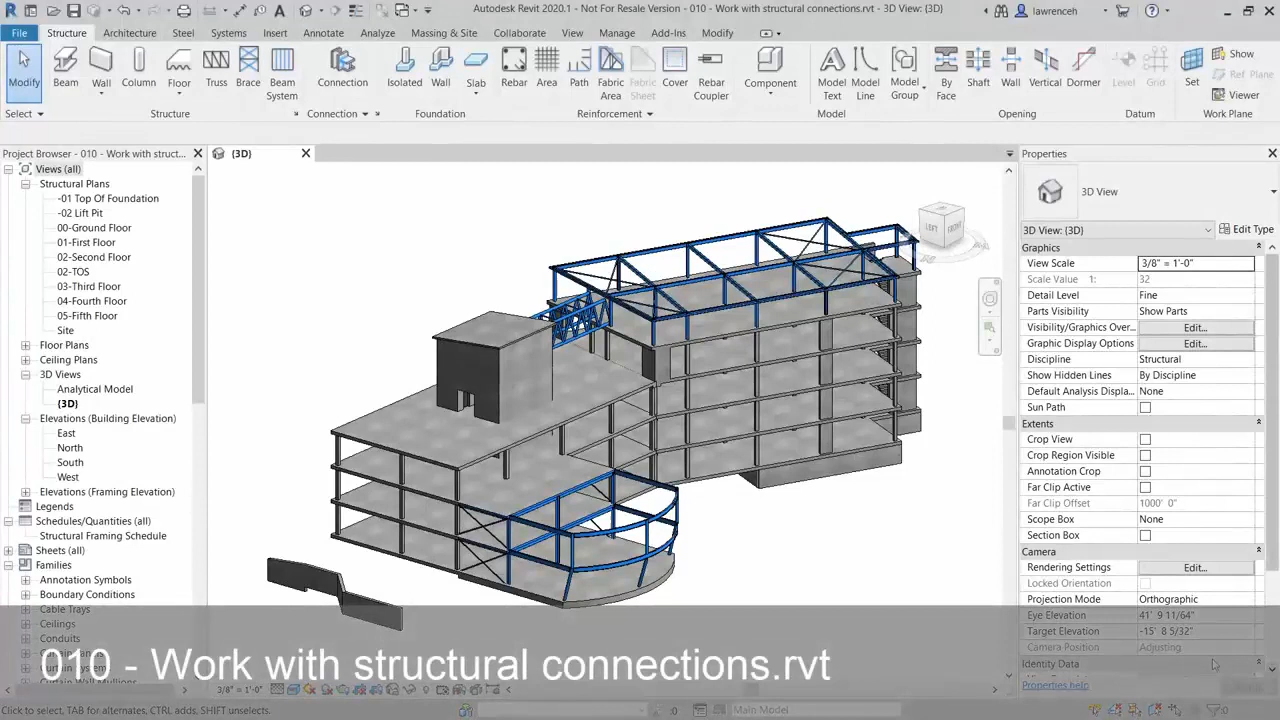 Autodesk Revit 2020.1 - Not For Resale Version - 010 - Work with structural connections.rvt - 3D View: {3D}
lawrenceh
File Structure Architecture Steel Systems Insert Annotate Analyze Massing & Site Collaborate View Manage Add-Ins Modify
Modify Beam Wall Column Floor Truss Brace Beam System Connection Isolated Wall Slab Rebar Area Path Fabric Area Fabric Sheet Cover Rebar Coupler Component Model Text Model Line Model Group By Face Shaft Wall Vertical Dormer Level Grid Set
Show
Ref Plane
Viewer
Select Structure Connection Foundation Reinforcement Model Opening Datum Work Plane
Project Browser - 010 - Work with struct...
Views (all)
Structural Plans
-01 Top Of Foundation
-02 Lift Pit
00-Ground Floor
01-First Floor
02-Second Floor
02-TOS
03-Third Floor
04-Fourth Floor
05-Fifth Floor
Site
Floor Plans
Ceiling Plans
3D Views
Analytical Model
{3D}
Elevations (Building Elevation)
East
North
South
West
Elevations (Framing Elevation)
Legends
Schedules/Quantities (all)
Structural Framing Schedule
Sheets (all)
Families
Annotation Symbols
Boundary Conditions
Cable Trays
Ceilings
Conduits
{3D}
LEFT FRONT
Properties
3D View
3D View: {3D} Edit Type
Graphics
View Scale 3/8" = 1'-0"
Scale Value 1: 32
Detail Level Fine
Parts Visibility Show Parts
Visibility/Graphics Over... Edit...
Graphic Display Options Edit...
Discipline Structural
Show Hidden Lines By Discipline
Default Analysis Displa... None
Sun Path
Extents
Crop View
Crop Region Visible
Annotation Crop
Far Clip Active
Far Clip Offset 1000' 0"
Scope Box None
Section Box
Camera
Rendering Settings Edit...
Locked Orientation
Projection Mode Orthographic
Eye Elevation 41' 9 11/64"
Target Elevation -15' 8 5/32"
Camera Position Adjusting
Identity Data
Properties help
010 - Work with structural connections.rvt
3/8" = 1'-0"
Click to select, TAB for alternates, CTRL adds, SHIFT unselects.
:0
Main Model
:0